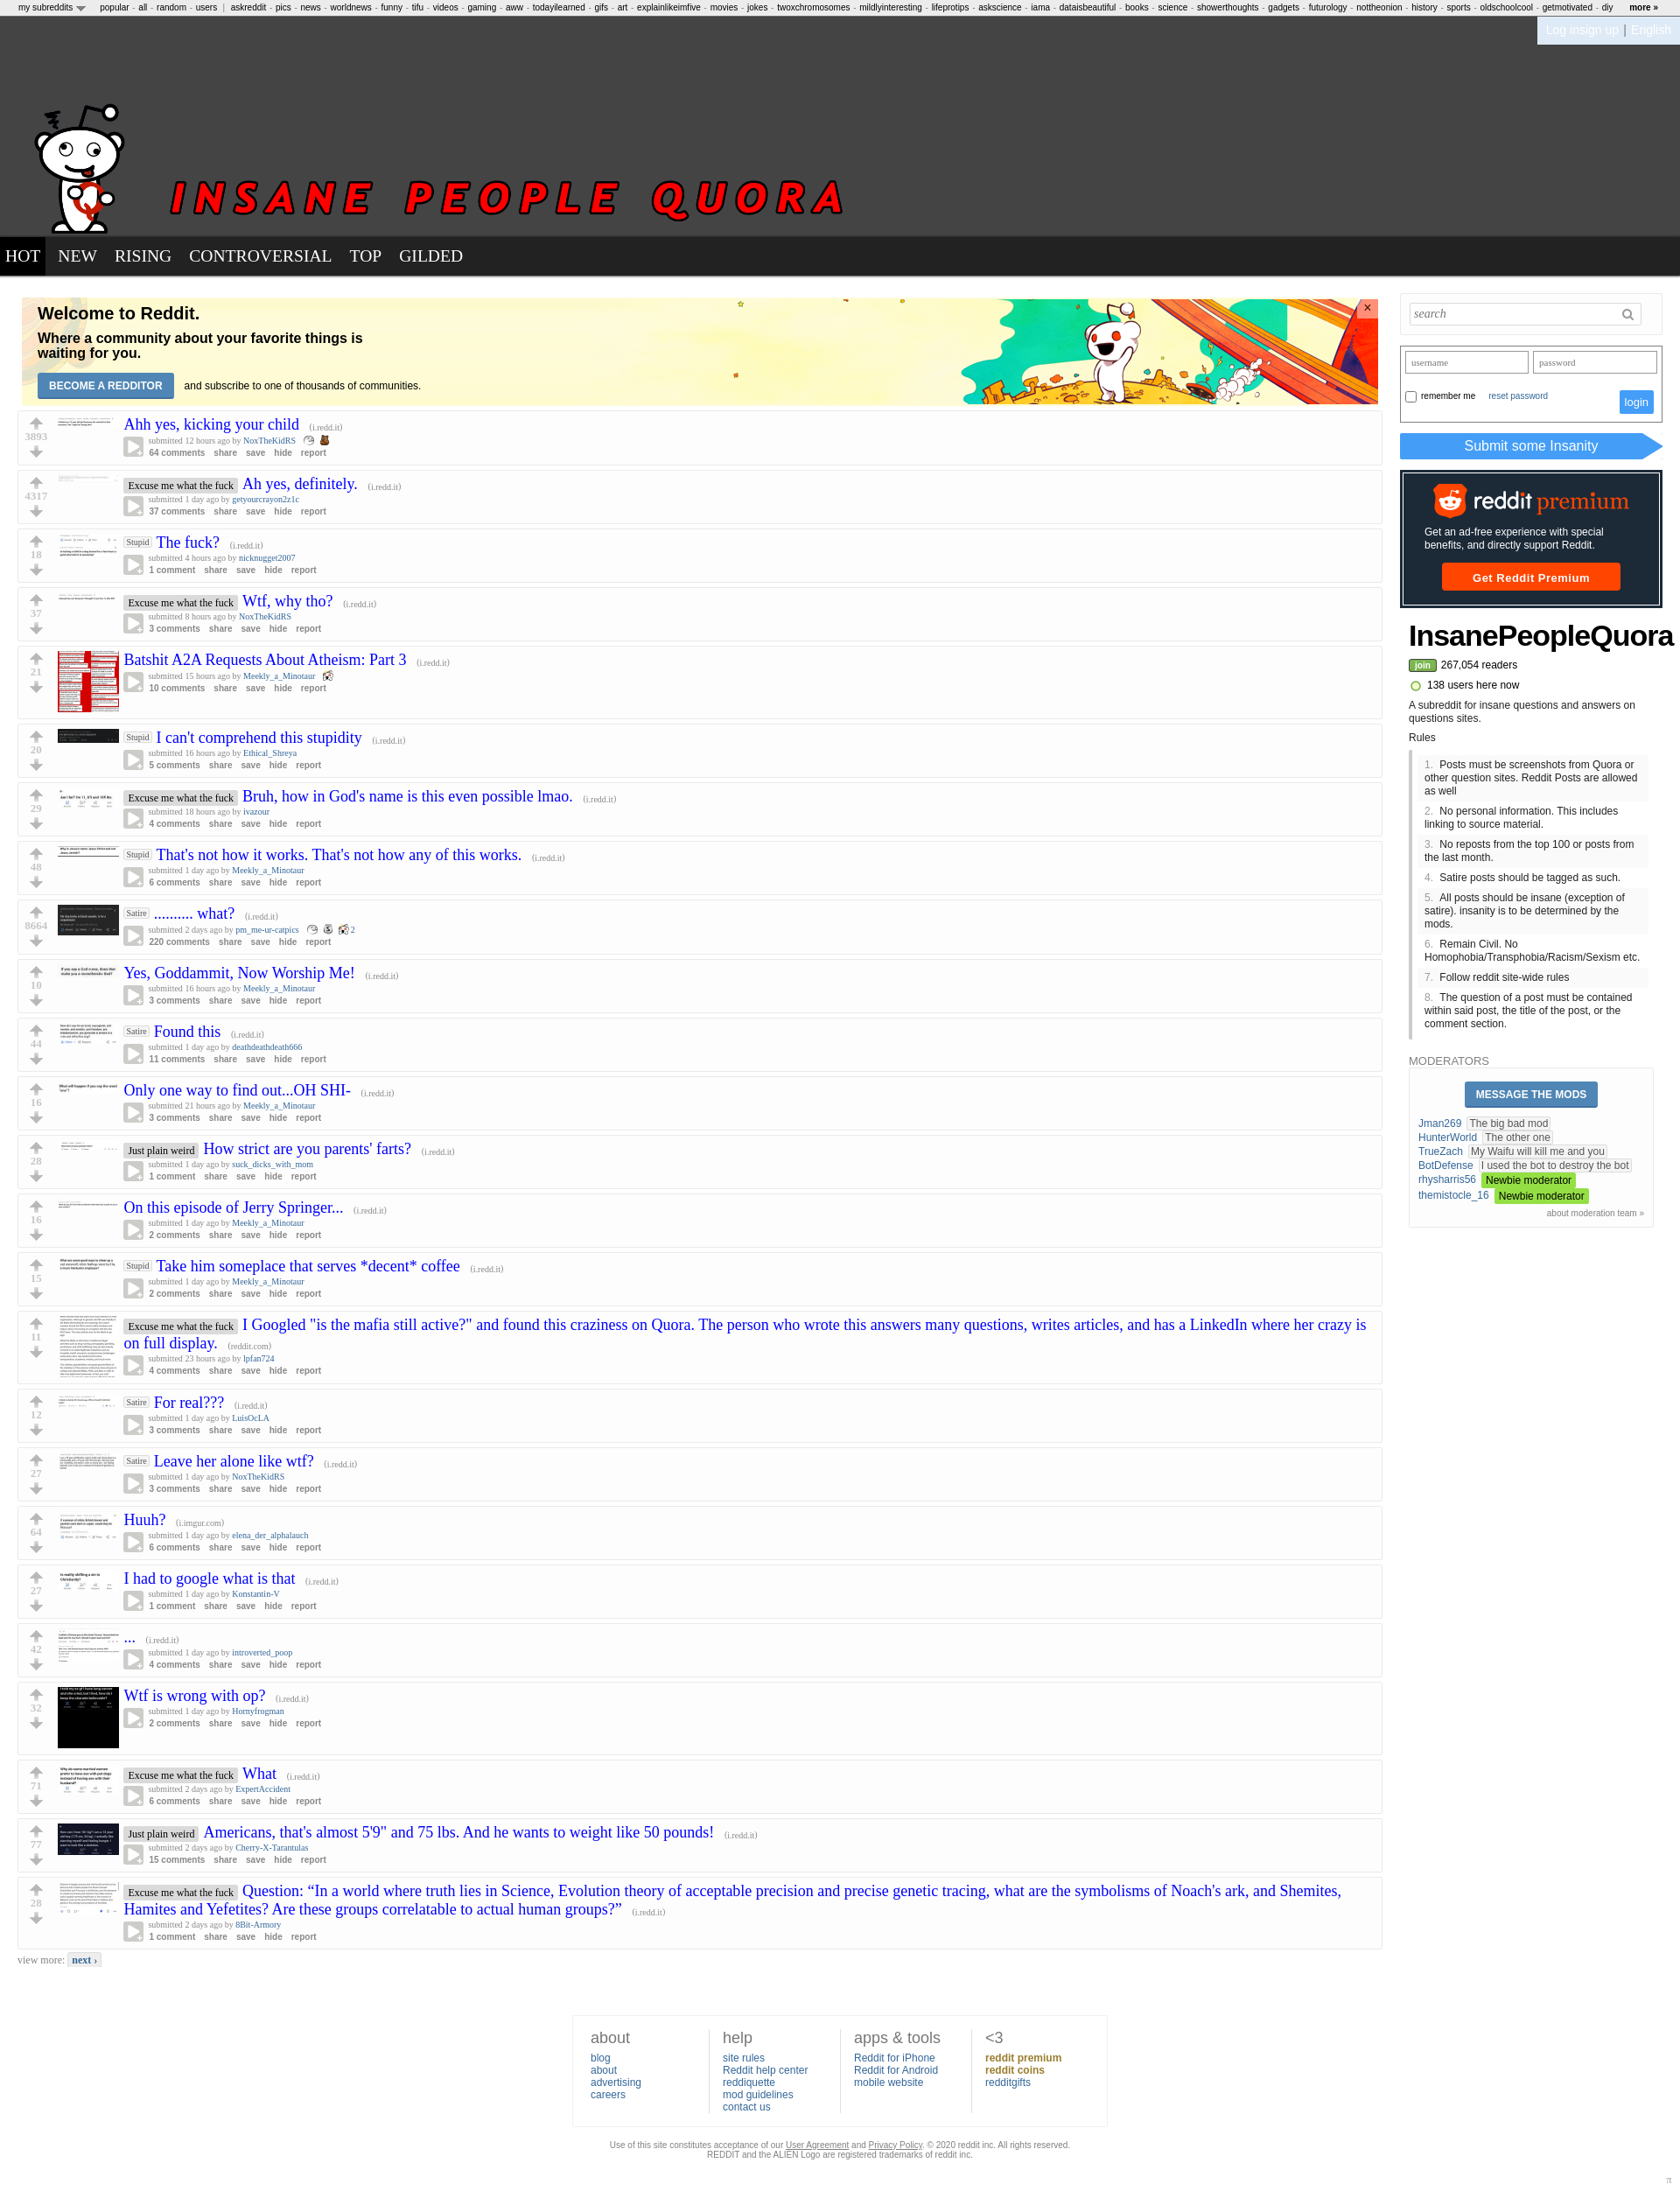 my subreddits popular - all - random - users | askreddit - pics - news - worldnews - funny - tifu - videos - gaming - aww - todayilearned - gifs - art - explainlikeimfive - movies - jokes - twoxchromosomes - mildlyinteresting - lifeprotips - askscience - iama - dataisbeautiful - books - science - showerthoughts - gadgets - futurology - nottheonion - history - sports - oldschoolcool - getmotivated - diy more »
Log insign up | English
INSANE PEOPLE QUORA
HOT NEW RISING CONTROVERSIAL TOP GILDED
Welcome to Reddit.
Where a community about your favorite things is
waiting for you.
BECOME A REDDITOR and subscribe to one of thousands of communities.
×
3893
Ahh yes, kicking your child (i.redd.it)
submitted 12 hours ago by NoxTheKidRS
64 comments share save hide report
4317
Excuse me what the fuck Ah yes, definitely. (i.redd.it)
submitted 1 day ago by getyourcrayon2z1c
37 comments share save hide report
18
Stupid The fuck? (i.redd.it)
submitted 4 hours ago by nicknugget2007
1 comment share save hide report
37
Excuse me what the fuck Wtf, why tho? (i.redd.it)
submitted 8 hours ago by NoxTheKidRS
3 comments share save hide report
21
Batshit A2A Requests About Atheism: Part 3 (i.redd.it)
submitted 15 hours ago by Meekly_a_Minotaur
10 comments share save hide report
20
Stupid I can't comprehend this stupidity (i.redd.it)
submitted 16 hours ago by Ethical_Shreya
5 comments share save hide report
29
Excuse me what the fuck Bruh, how in God's name is this even possible lmao. (i.redd.it)
submitted 18 hours ago by ivazour
4 comments share save hide report
48
Stupid That's not how it works. That's not how any of this works. (i.redd.it)
submitted 1 day ago by Meekly_a_Minotaur
6 comments share save hide report
8664
Satire .......... what? (i.redd.it)
submitted 2 days ago by pm_me-ur-catpics 2
220 comments share save hide report
10
Yes, Goddammit, Now Worship Me! (i.redd.it)
submitted 16 hours ago by Meekly_a_Minotaur
3 comments share save hide report
44
Satire Found this (i.redd.it)
submitted 1 day ago by deathdeathdeath666
11 comments share save hide report
16
Only one way to find out...OH SHI- (i.redd.it)
submitted 21 hours ago by Meekly_a_Minotaur
3 comments share save hide report
28
Just plain weird How strict are you parents' farts? (i.redd.it)
submitted 1 day ago by suck_dicks_with_mom
1 comment share save hide report
16
On this episode of Jerry Springer... (i.redd.it)
submitted 1 day ago by Meekly_a_Minotaur
2 comments share save hide report
15
Stupid Take him someplace that serves *decent* coffee (i.redd.it)
submitted 1 day ago by Meekly_a_Minotaur
2 comments share save hide report
11
Excuse me what the fuck I Googled "is the mafia still active?" and found this craziness on Quora. The person who wrote this answers many questions, writes articles, and has a LinkedIn where her crazy is
on full display. (reddit.com)
submitted 23 hours ago by lpfan724
4 comments share save hide report
12
Satire For real??? (i.redd.it)
submitted 1 day ago by LuisOcLA
3 comments share save hide report
27
Satire Leave her alone like wtf? (i.redd.it)
submitted 1 day ago by NoxTheKidRS
3 comments share save hide report
64
Huuh? (i.imgur.com)
submitted 1 day ago by elena_der_alphalauch
6 comments share save hide report
27
I had to google what is that (i.redd.it)
submitted 1 day ago by Konstantin-V
1 comment share save hide report
42
... (i.redd.it)
submitted 1 day ago by introverted_poop
4 comments share save hide report
32
Wtf is wrong with op? (i.redd.it)
submitted 1 day ago by Hornyfrogman
2 comments share save hide report
71
Excuse me what the fuck What (i.redd.it)
submitted 2 days ago by ExpertAccident
6 comments share save hide report
77
Just plain weird Americans, that's almost 5'9" and 75 lbs. And he wants to weight like 50 pounds! (i.redd.it)
submitted 2 days ago by Cherry-X-Tarantulas
15 comments share save hide report
28
Excuse me what the fuck Question: “In a world where truth lies in Science, Evolution theory of acceptable precision and precise genetic tracing, what are the symbolisms of Noach's ark, and Shemites,
Hamites and Yefetites? Are these groups correlatable to actual human groups?” (i.redd.it)
submitted 2 days ago by 8Bit-Armory
1 comment share save hide report
view more: next ›
search
username password
remember me reset password login
Submit some Insanity
reddit premium
Get an ad-free experience with special
benefits, and directly support Reddit.
Get Reddit Premium
InsanePeopleQuora
join 267,054 readers
138 users here now
A subreddit for insane questions and answers on
questions sites.
Rules
1. Posts must be screenshots from Quora or
other question sites. Reddit Posts are allowed
as well
2. No personal information. This includes
linking to source material.
3. No reposts from the top 100 or posts from
the last month.
4. Satire posts should be tagged as such.
5. All posts should be insane (exception of
satire). insanity is to be determined by the
mods.
6. Remain Civil. No
Homophobia/Transphobia/Racism/Sexism etc.
7. Follow reddit site-wide rules
8. The question of a post must be contained
within said post, the title of the post, or the
comment section.
MODERATORS
MESSAGE THE MODS
Jman269 The big bad mod
HunterWorld The other one
TrueZach My Waifu will kill me and you
BotDefense I used the bot to destroy the bot
rhysharris56 Newbie moderator
themistocle_16 Newbie moderator
about moderation team »
about
blog
about
advertising
careers
help
site rules
Reddit help center
reddiquette
mod guidelines
contact us
apps & tools
Reddit for iPhone
Reddit for Android
mobile website
<3
reddit premium
reddit coins
redditgifts
Use of this site constitutes acceptance of our User Agreement and Privacy Policy. © 2020 reddit inc. All rights reserved.
REDDIT and the ALIEN Logo are registered trademarks of reddit inc.
π